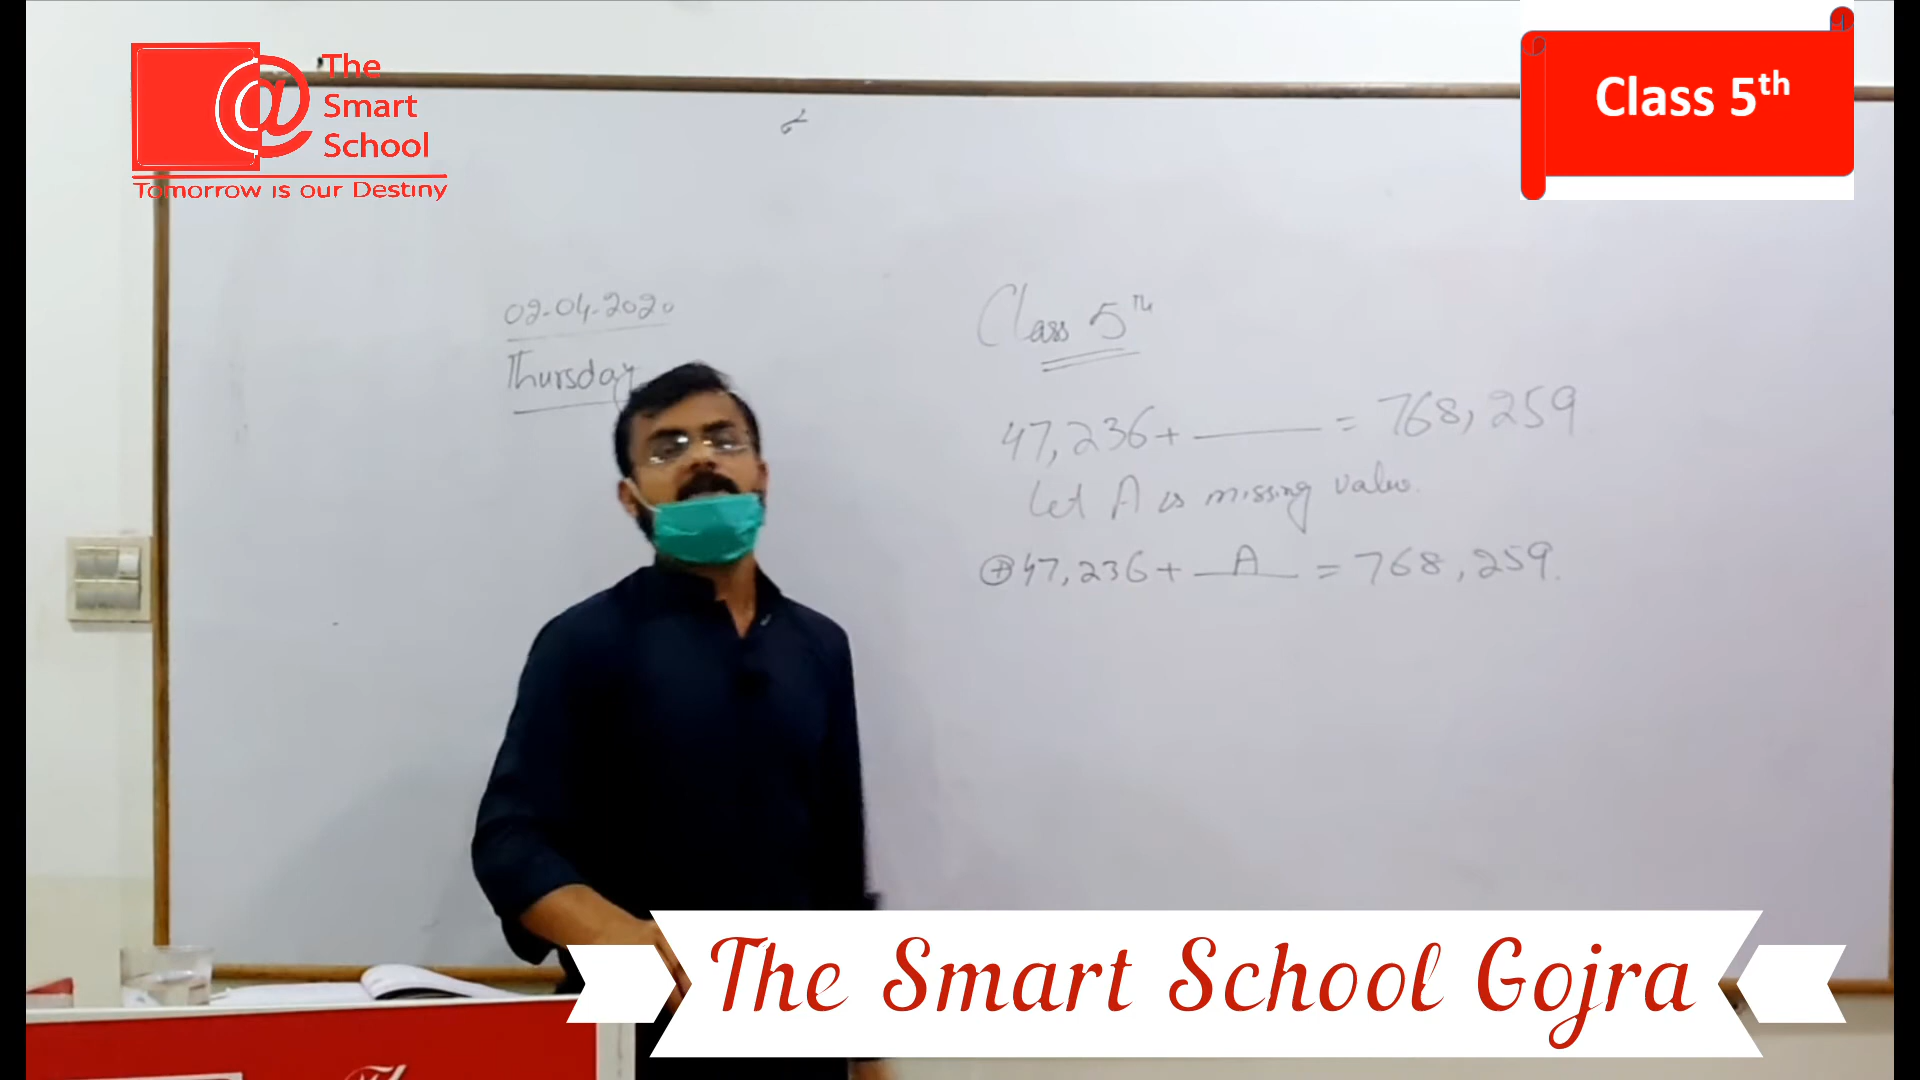 The
Smart
School
Tomorrow is our Destiny
Class 5th
02-04-2020
Thursday
Class 5th
47,236+ ____ = 768,259
Let A is missing value.
⊕47,236+ A = 768,259.
The Smart School Gojra